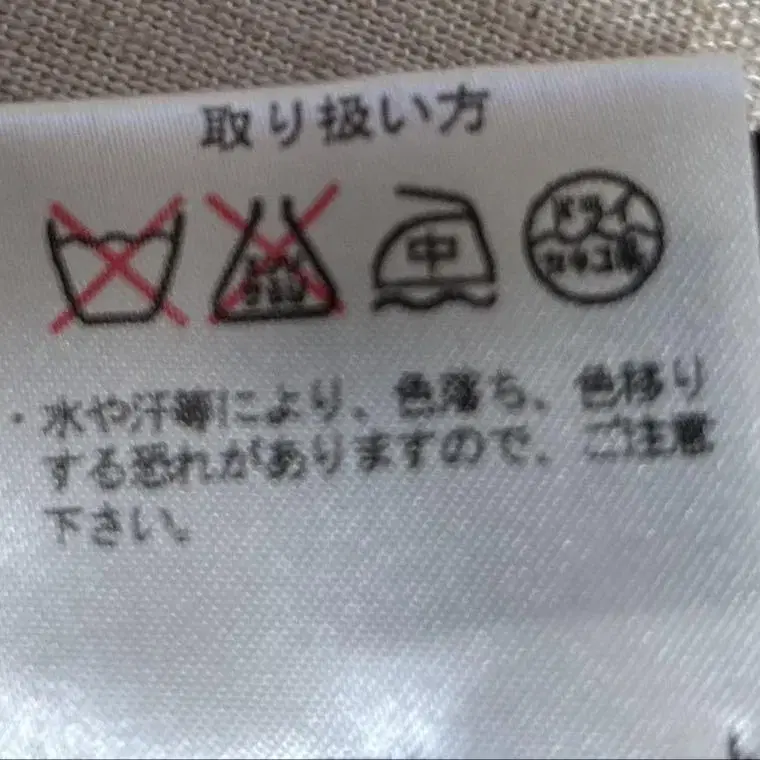 取り扱い方
中
ドライ
・水や汗等により、色落ち、色移り
する恐れがありますので、ご注意
下さい。